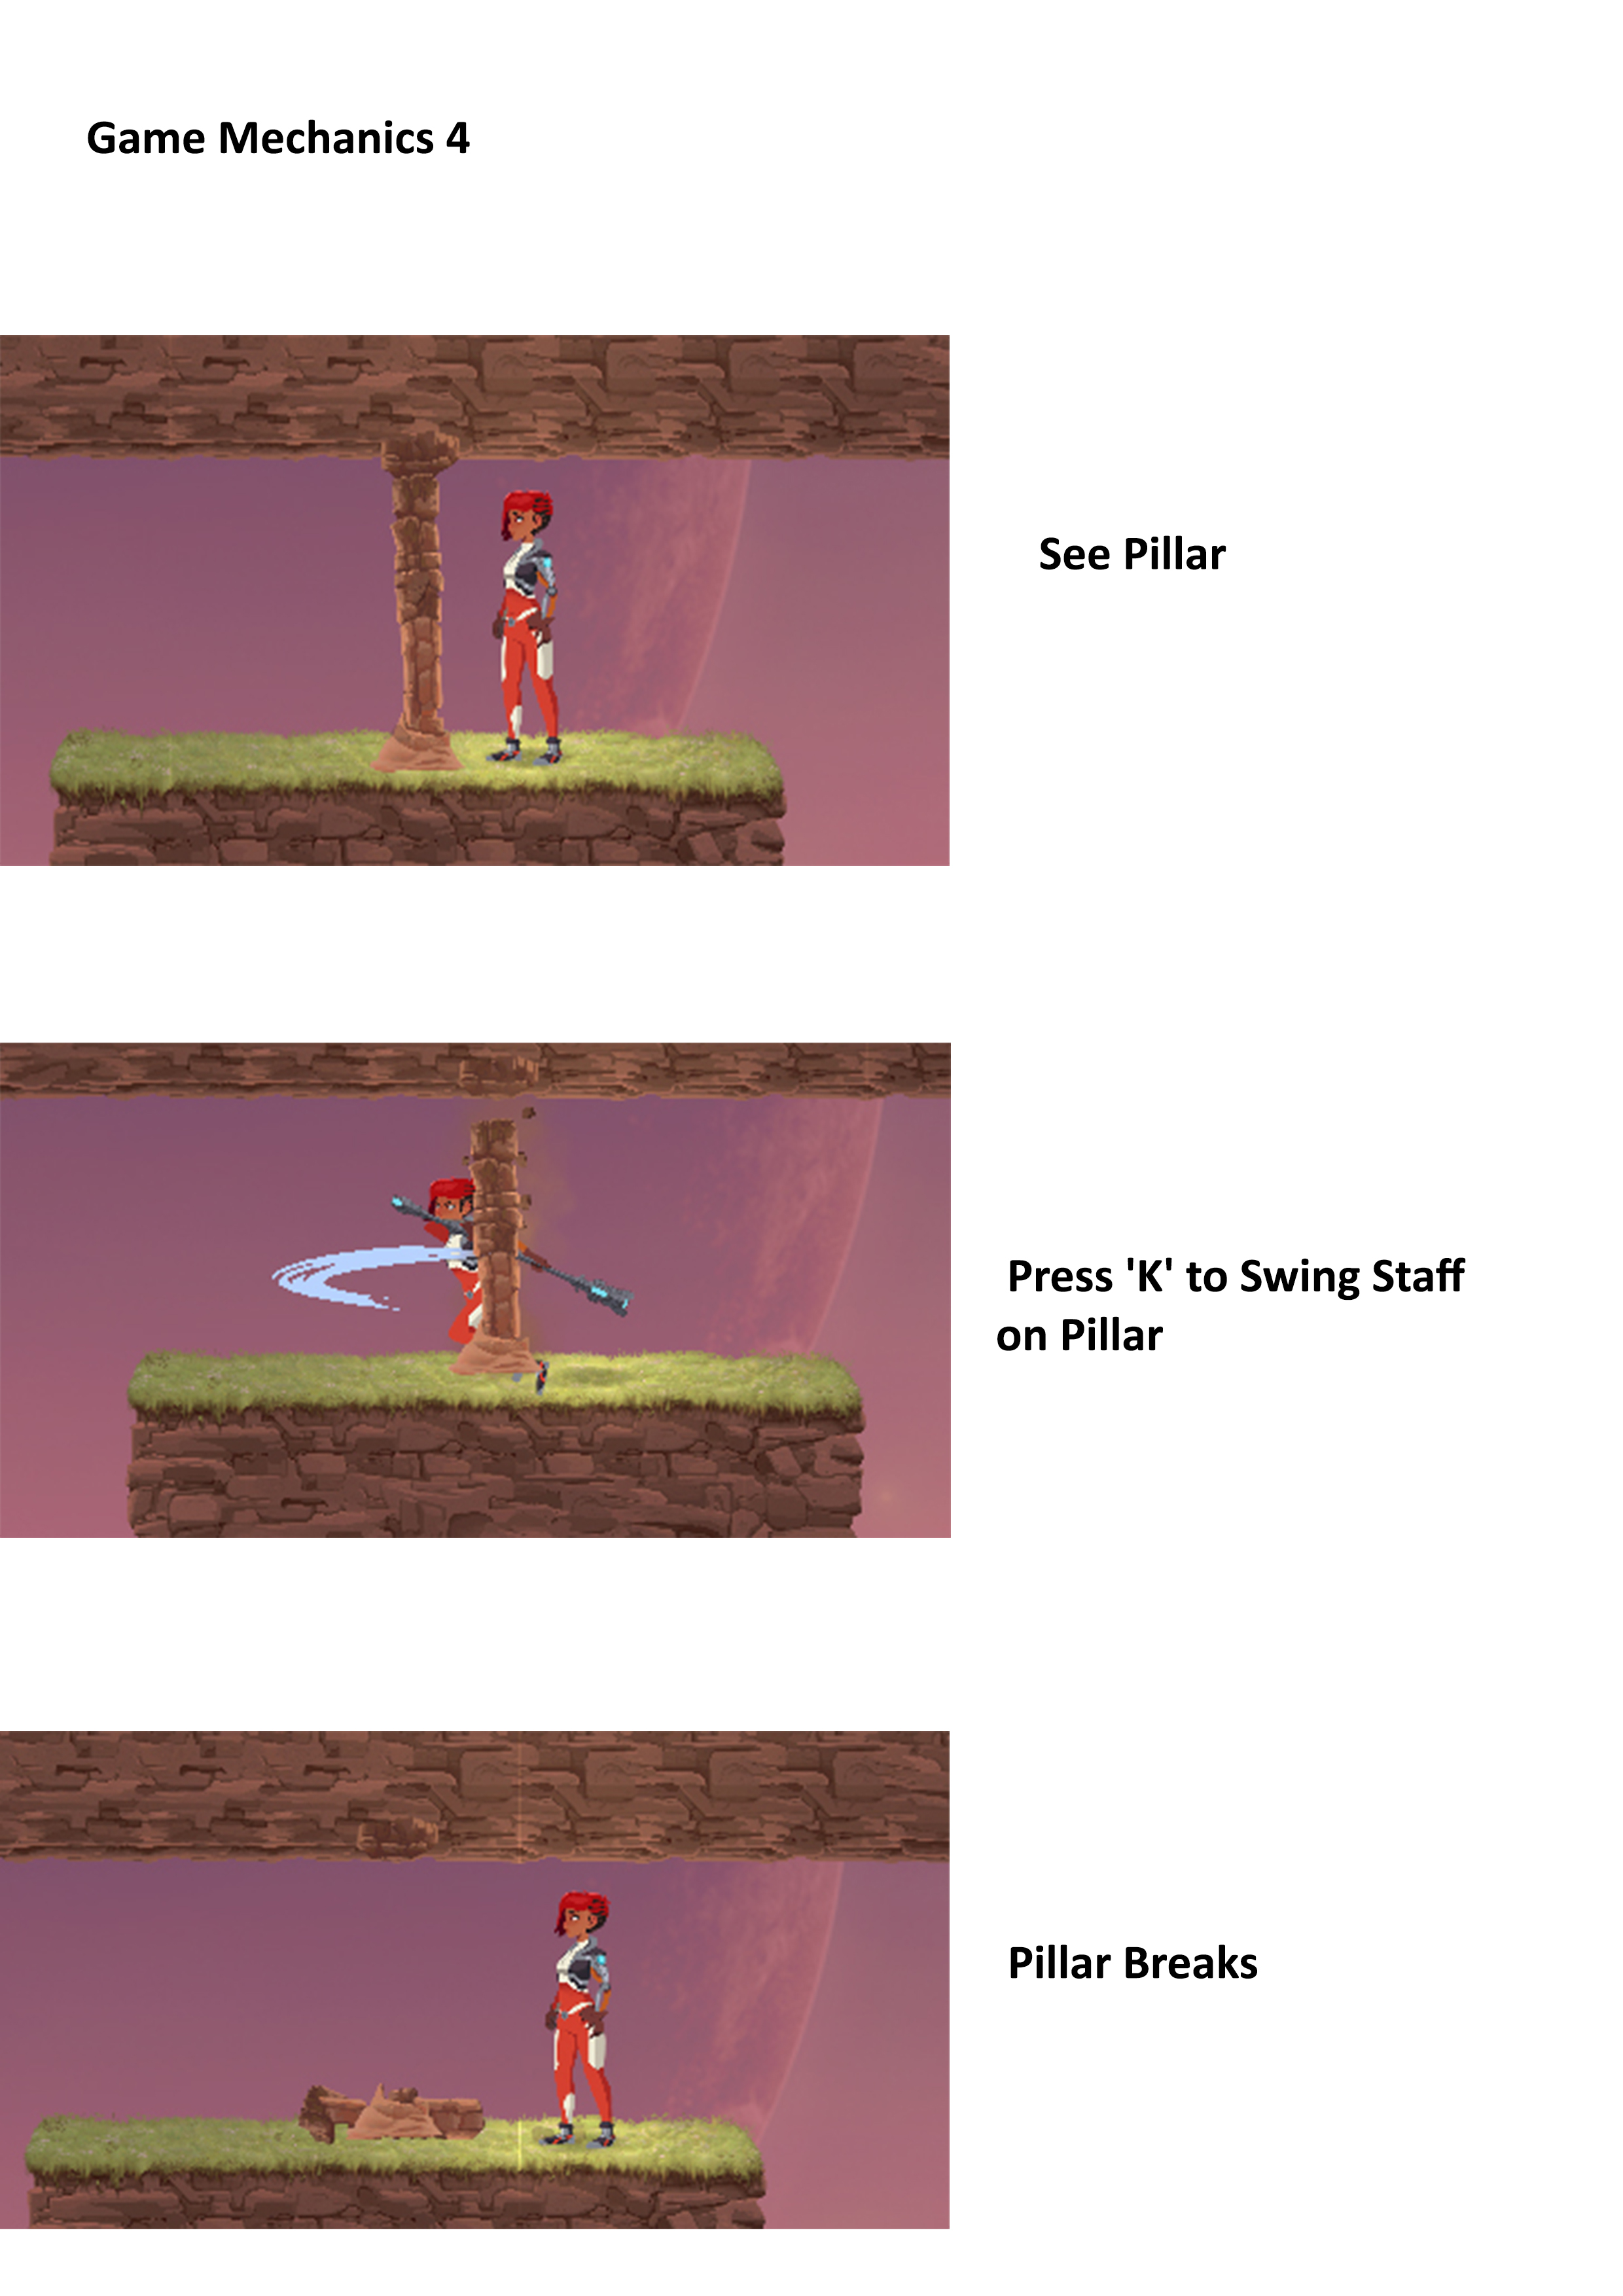 Game Mechanics 4
See Pillar
Press 'K' to Swing Staff
on Pillar
Pillar Breaks